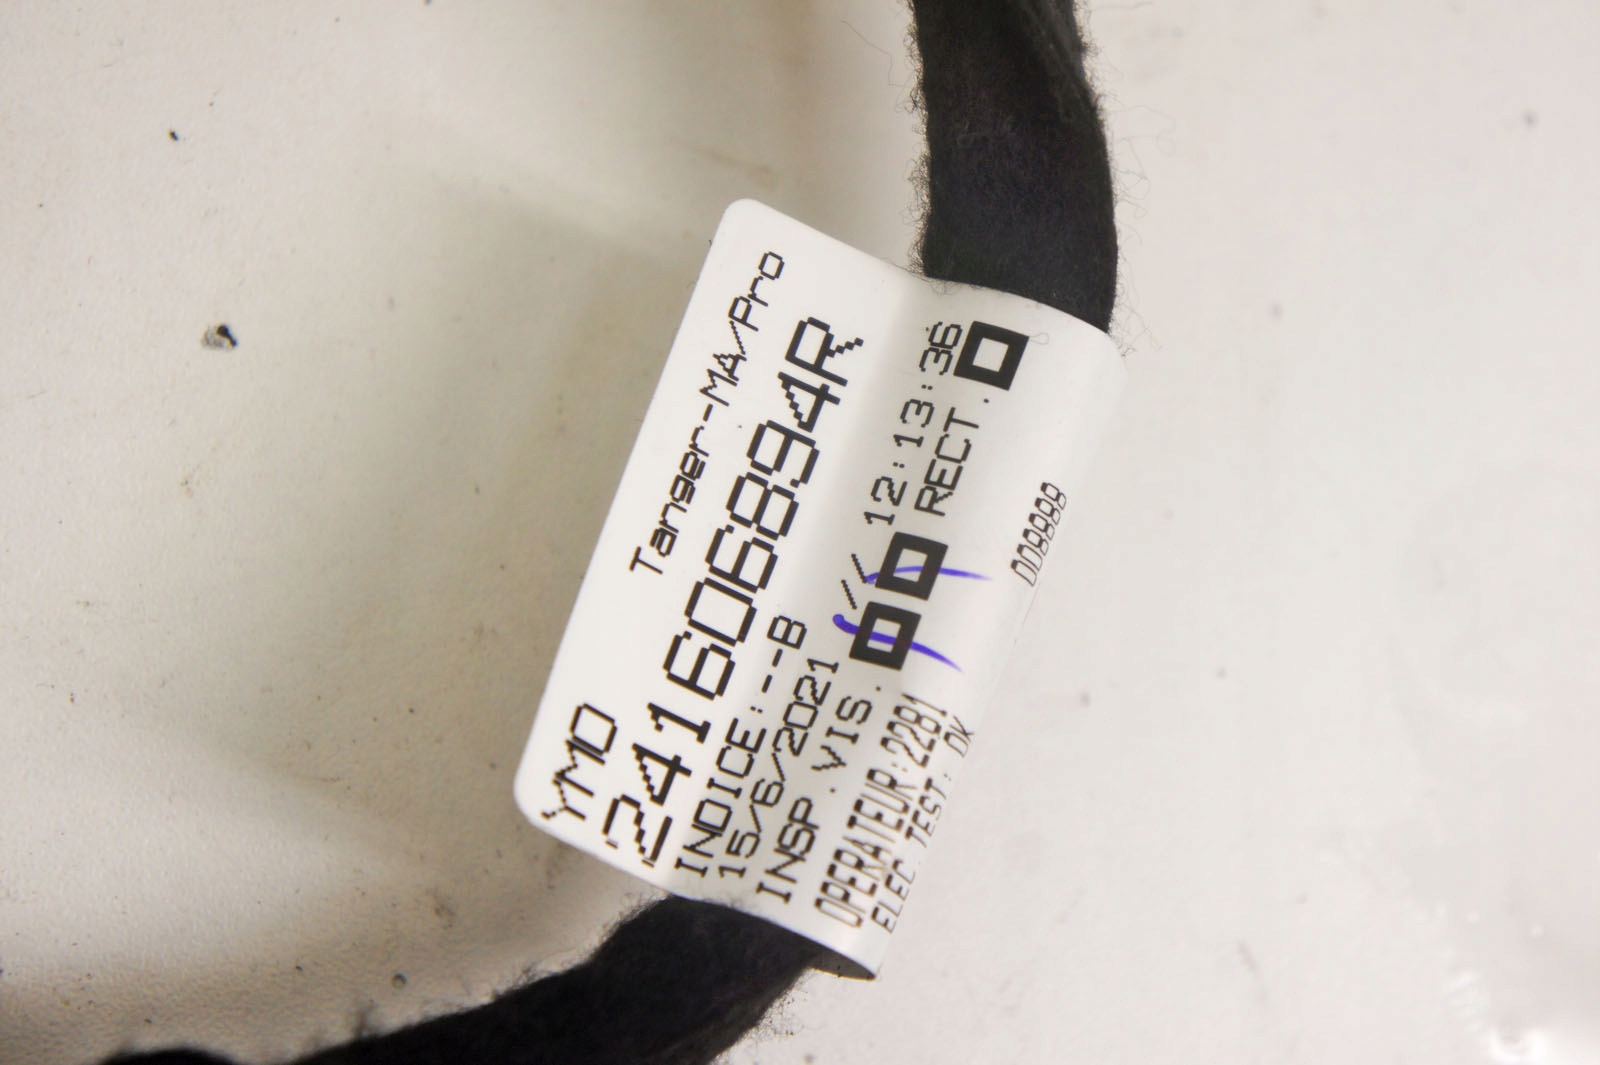 YMO Tanger-MA/Pro
241606894R
INDICE:--B
15/6/2021 // 12:13:36
INSP.VIS. RECT.
OPERATEUR:2281
ELEC. TEST: OK